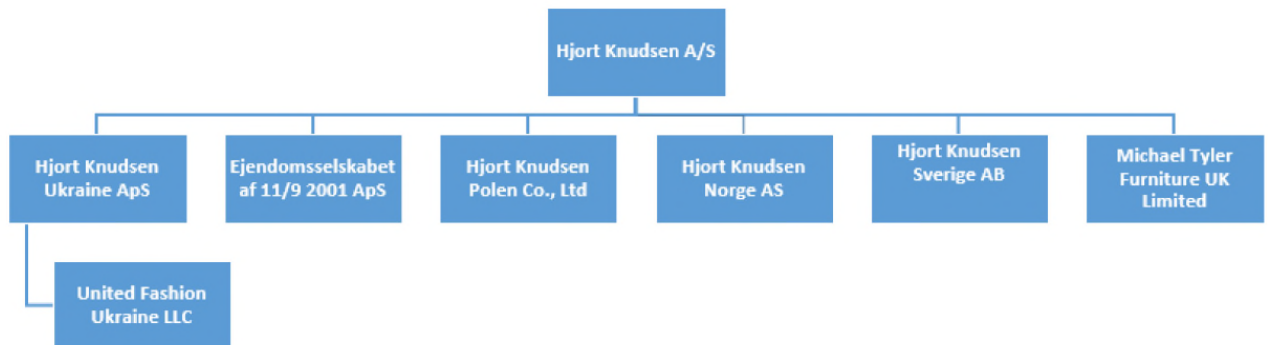 Hjort Knudsen A/S
Hjort Knudsen
Ukraine ApS
Ejendomsselskabet
af 11/9 2001 ApS
Hjort Knudsen
Polen Co., Ltd
Hjort Knudsen
Norge AS
Hjort Knudsen
Sverige AB
Michael Tyler
Furniture UK
Limited
United Fashion
Ukraine LLC